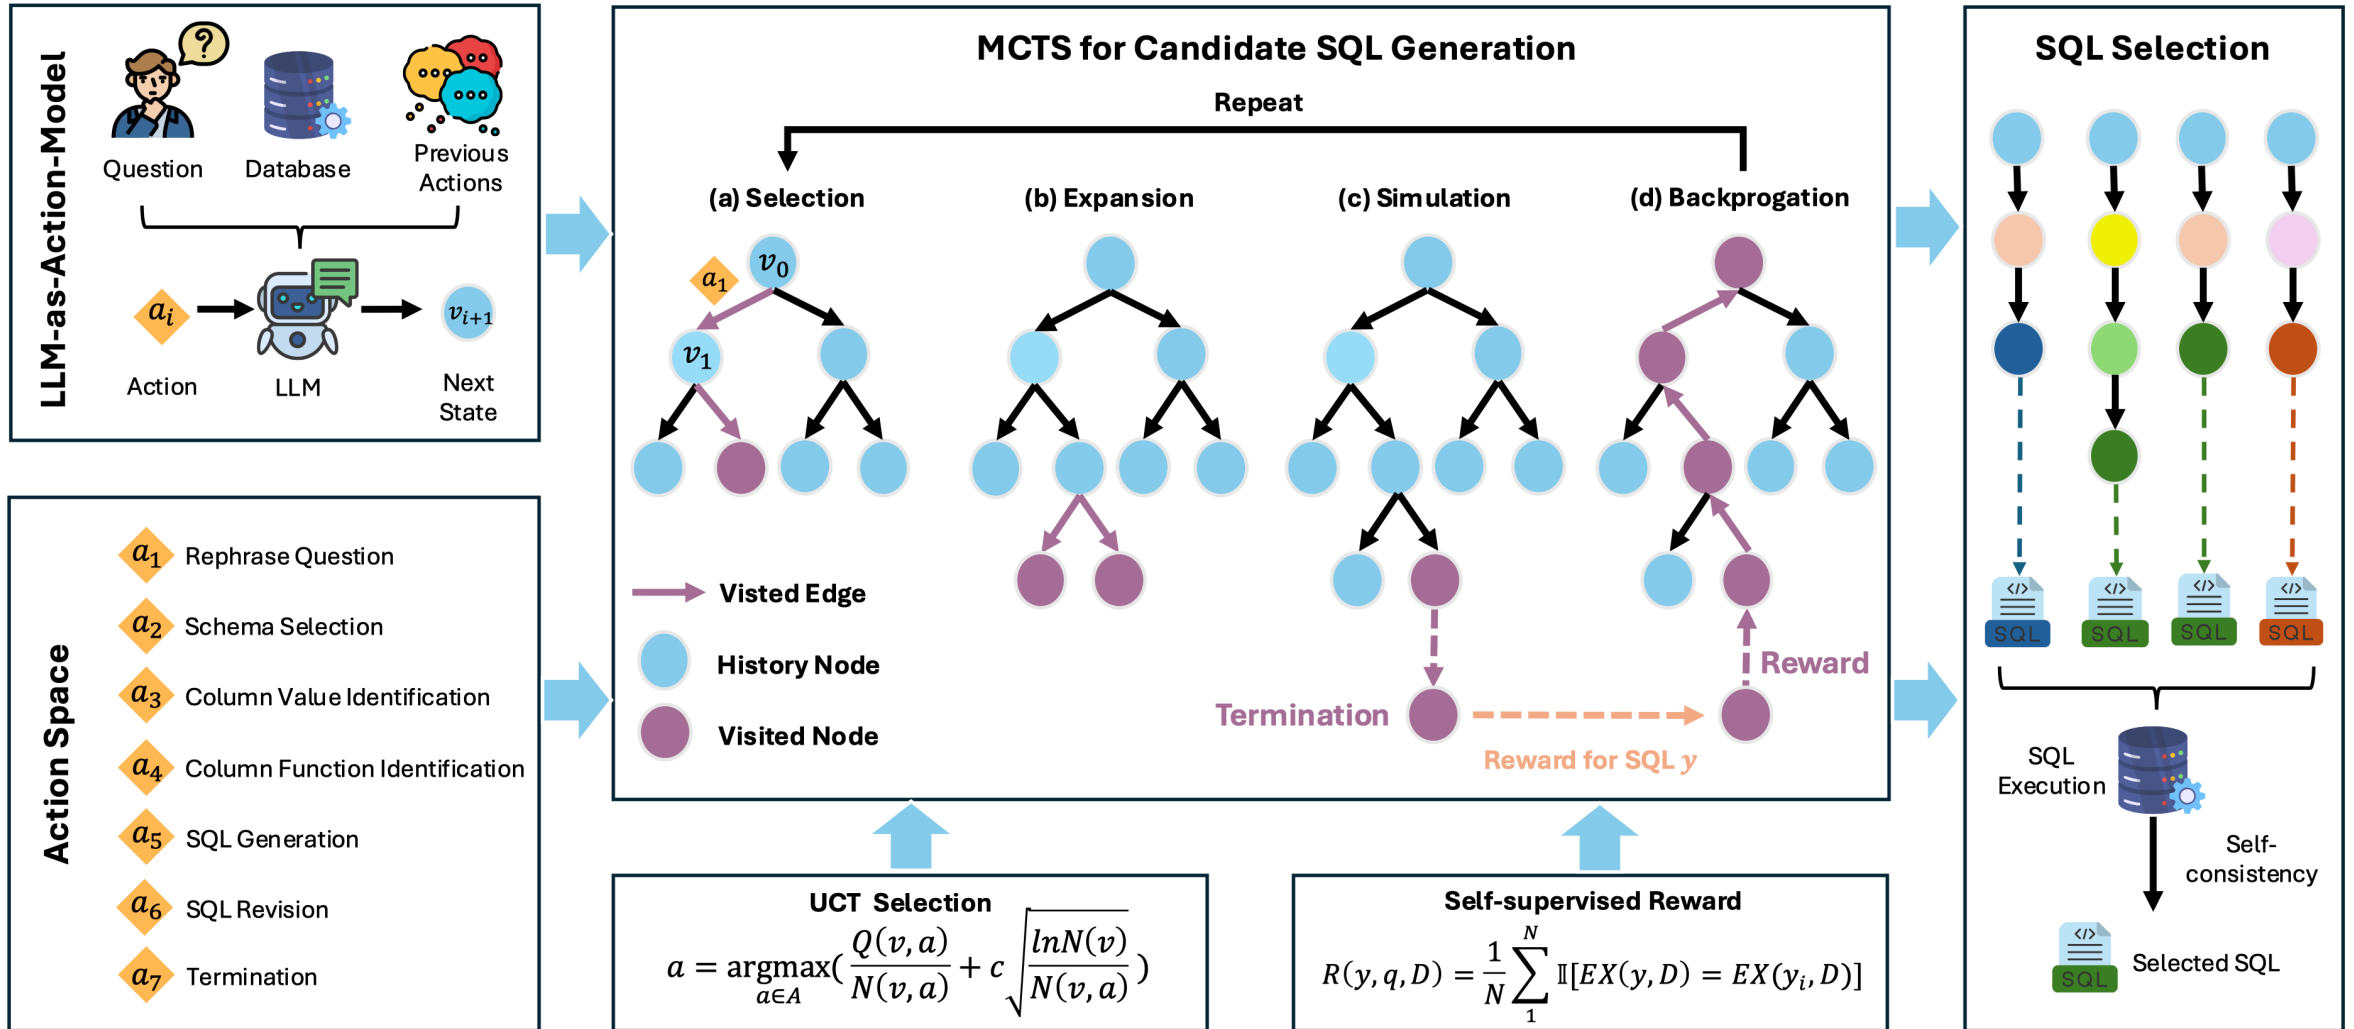 LLM-as-Action-Model
Question
Database
Previous
Actions
?
a_i
v_{i+1}
Action
LLM
Next
State
Action Space
a_1 Rephrase Question
a_2 Schema Selection
a_3 Column Value Identification
a_4 Column Function Identification
a_5 SQL Generation
a_6 SQL Revision
a_7 Termination
MCTS for Candidate SQL Generation
Repeat
(a) Selection
(b) Expansion
(c) Simulation
(d) Backprogation
a_1
v_0
v_1
Visted Edge
History Node
Visited Node
Termination
Reward
Reward for SQL y
UCT Selection
a = argmax_{a∈A}( Q(v, a) / N(v, a) + c √( lnN(v) / N(v, a) ) )
Self-supervised Reward
R(y, q, D) = 1/N ∑_1^N 𝕀[EX(y, D) = EX(y_i, D)]
SQL Selection
</> </> </> </>
SQL SQL SQL SQL
SQL
Execution
Self-
consistency
</>
SQL
Selected SQL